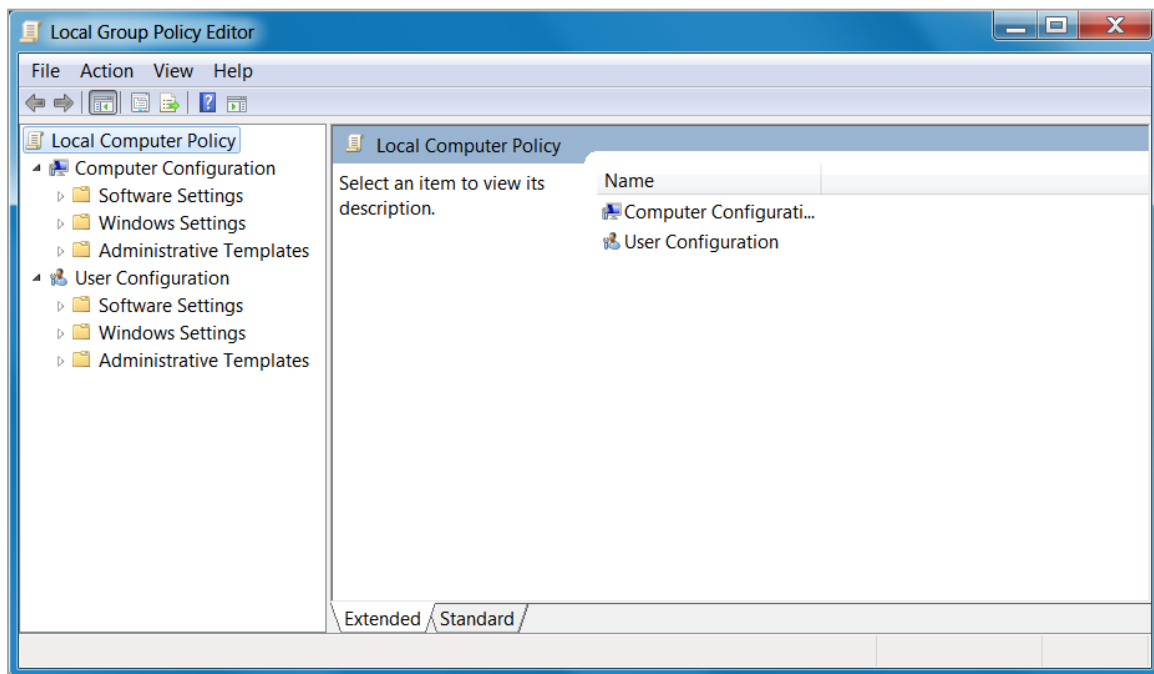 Local Group Policy Editor
File Action View Help
Local Computer Policy
Computer Configuration
Software Settings
Windows Settings
Administrative Templates
User Configuration
Software Settings
Windows Settings
Administrative Templates
Local Computer Policy
Select an item to view its
description.
Name
Computer Configurati...
User Configuration
Extended Standard